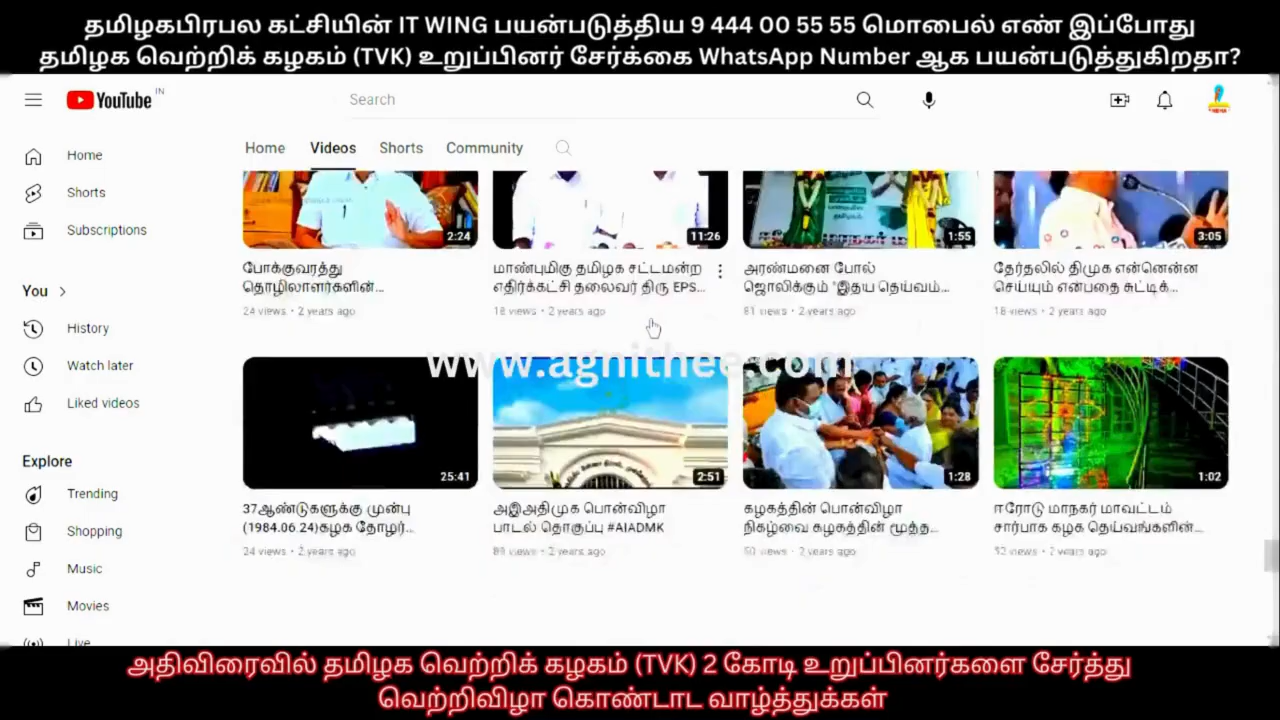 தமிழகபிரபல கட்சியின் IT WING பயன்படுத்திய 9 444 00 55 55 மொபைல் எண் இப்போது
தமிழக வெற்றிக் கழகம் (TVK) உறுப்பினர் சேர்க்கை WhatsApp Number ஆக பயன்படுத்துகிறதா?
YouTube IN
Search
Home
Videos
Shorts
Community
Home
Shorts
Subscriptions
You
History
Watch later
Liked videos
Explore
Trending
Shopping
Music
Movies
Live
2:24
11:26
1:55
3:05
போக்குவரத்து
தொழிலாளர்களின்...
24 views • 2 years ago
மாண்புமிகு தமிழக சட்டமன்ற
எதிர்க்கட்சி தலைவர் திரு EPS...
18 views • 2 years ago
அரண்மனை போல்
ஜொலிக்கும் "இதய தெய்வம்...
81 views • 2 years ago
தேர்தலில் திமுக என்னென்ன
செய்யும் என்பதை சுட்டிக்...
18 views • 2 years ago
www.agnithee.com
25:41
2:51
1:28
1:02
37ஆண்டுகளுக்கு முன்பு
(1984.06.24)கழக தோழர்...
24 views • 2 years ago
அஇஅதிமுக பொன்விழா
பாடல் தொகுப்பு #AIADMK
89 views • 2 years ago
கழகத்தின் பொன்விழா
நிகழ்வை கழகத்தின் மூத்த...
50 views • 2 years ago
ஈரோடு மாநகர் மாவட்டம்
சார்பாக கழக தெய்வங்களின்...
52 views • 2 years ago
அதிவிரைவில் தமிழக வெற்றிக் கழகம் (TVK) 2 கோடி உறுப்பினர்களை சேர்த்து
வெற்றிவிழா கொண்டாட வாழ்த்துக்கள்